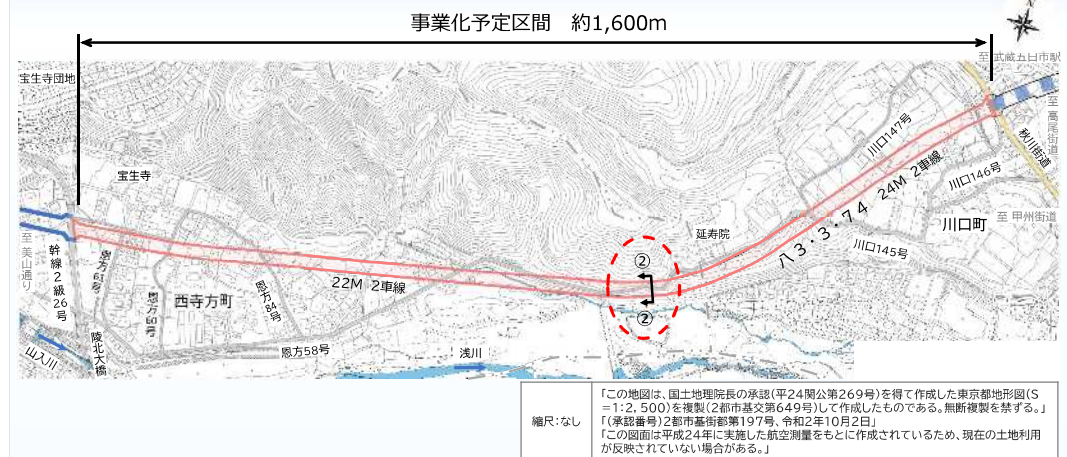 事業化予定区間　約1,600m
至 武蔵五日市駅
宝生寺団地
至 高尾街道
川口147号
秋川街道
宝生寺
川口146号
八3・3・74 24M 2車線
川口町
至 甲州街道
延寿院
川口145号
至 美山通り
幹線2級26号
恩方61号
恩方60号
西寺方町
恩方84号
22M 2車線
②
②
陵北大橋
山入川
恩方58号
浅川
縮尺：なし
「この地図は、国土地理院長の承認(平24関公第269号)を得て作成した東京都地形図(S
=1:2,500)を複製(2都市基交第649号)して作成したものである。無断複製を禁ずる。」
「(承認番号)2都市基街都第197号、令和2年10月2日」
「この図面は平成24年に実施した航空測量をもとに作成されているため、現在の土地利用
が反映されていない場合がある。」